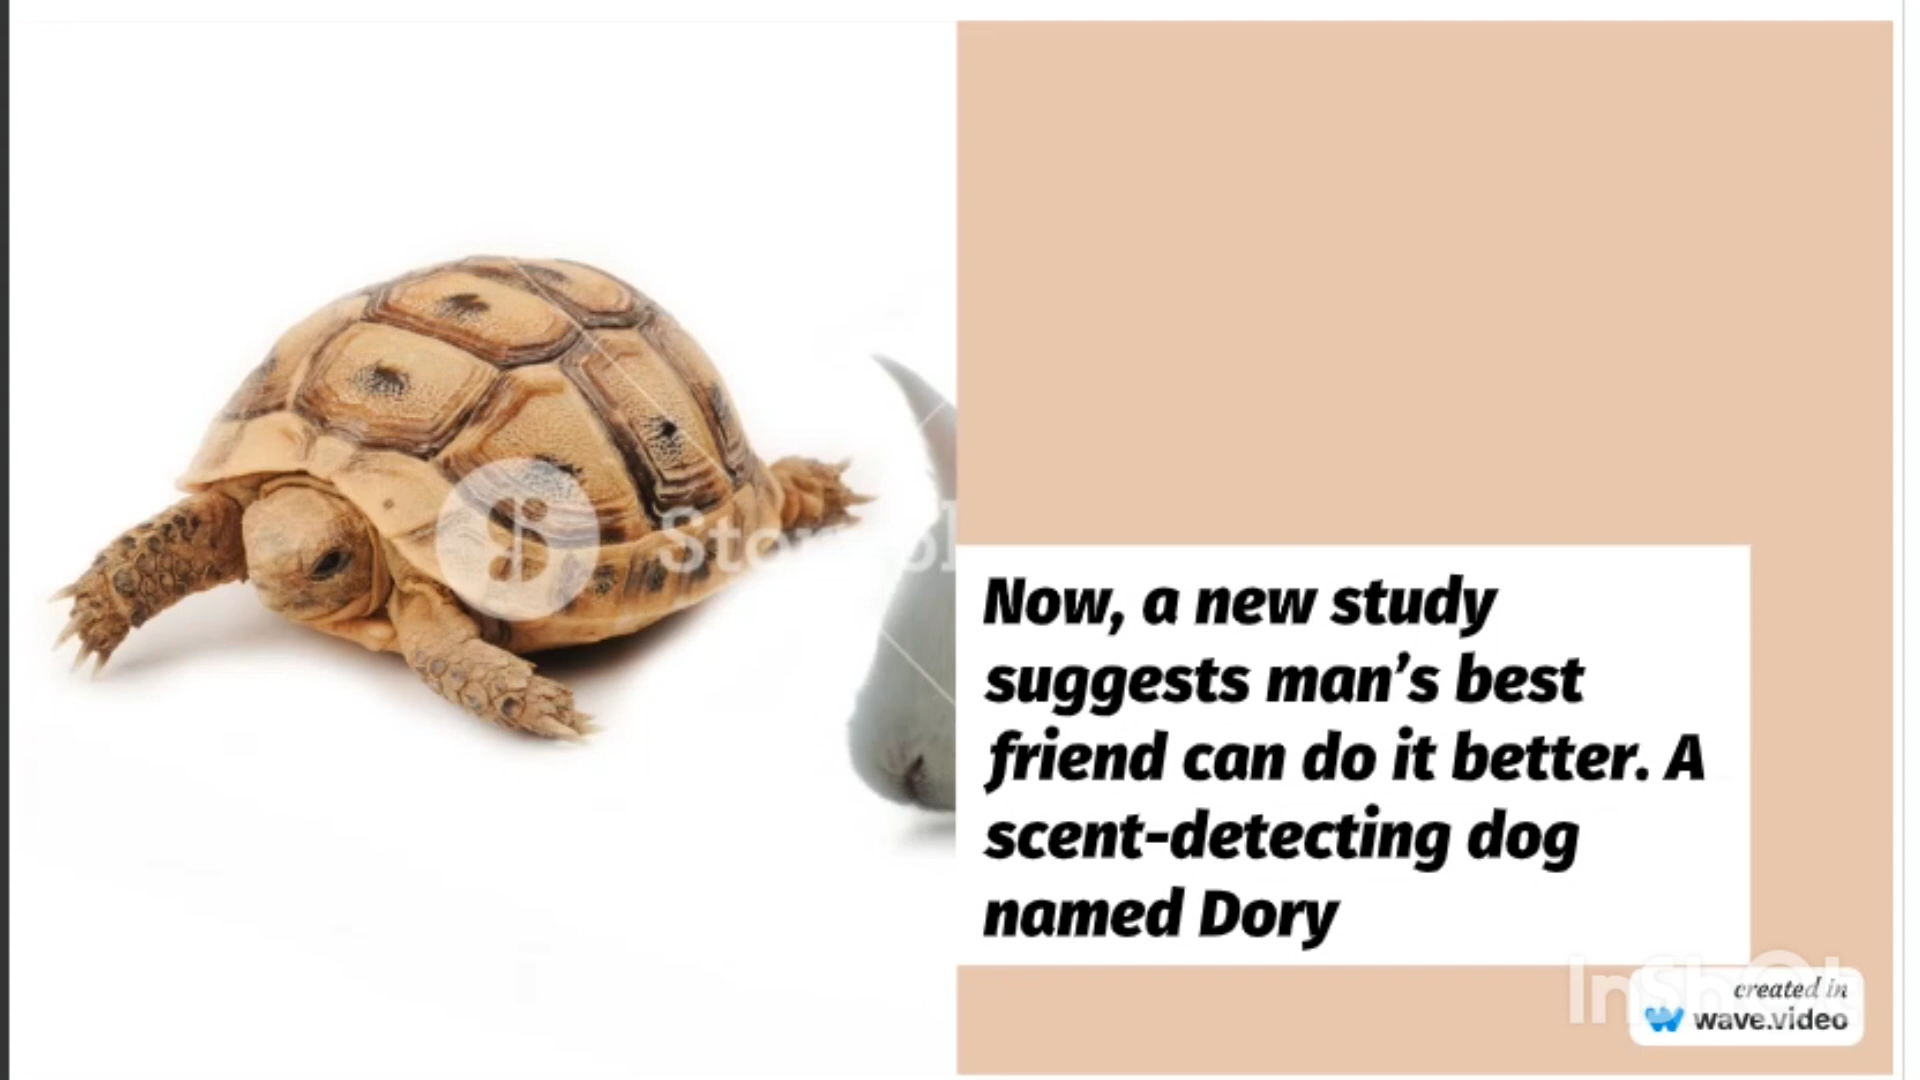 Now, a new study
suggests man's best
friend can do it better. A
scent-detecting dog
named Dory
InSh
created in
wave.video